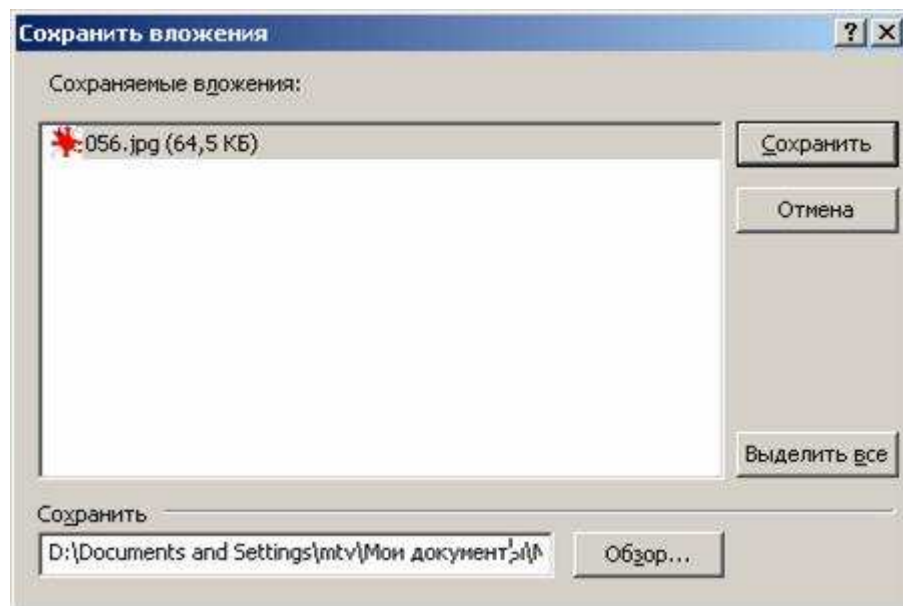 Сохранить вложения
Сохраняемые вложения:
056.jpg (64,5 КБ)
Сохранить
Отмена
Выделить все
Сохранить
D:\Documents and Settings\mtv\Мои документы\
Обзор...